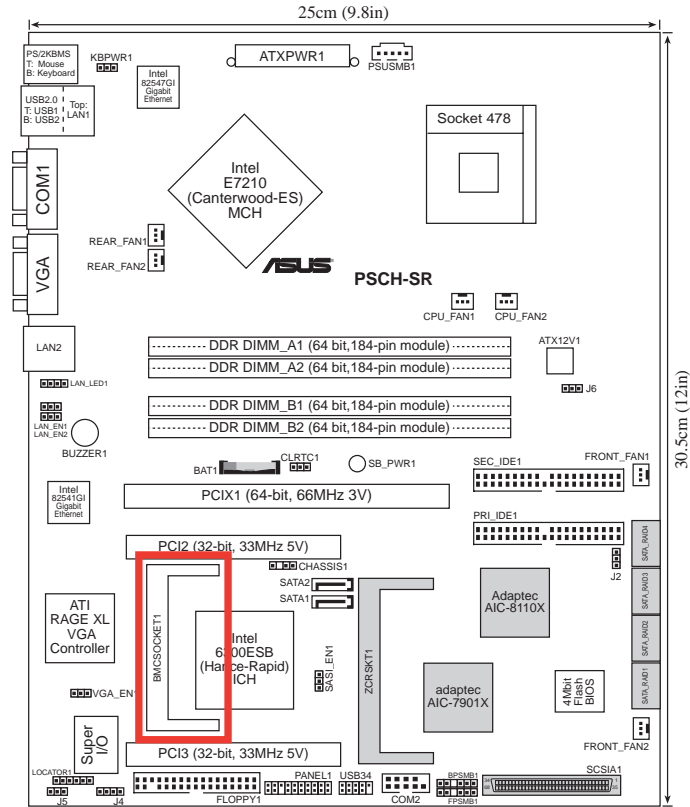 25cm (9.8in)
PS/2KBMS
T: Mouse
B: Keyboard
KBPWR1
ATXPWR1
PSUSMB1
Intel
82547GI
Gigabit
Ethernet
USB2.0
T: USB1
B: USB2
Top:
LAN1
Socket 478
COM1
Intel
E7210
(Canterwood-ES)
MCH
REAR_FAN1
REAR_FAN2
VGA
ASUS
PSCH-SR
CPU_FAN1
CPU_FAN2
LAN2
ATX12V1
DDR DIMM_A1 (64 bit,184-pin module)
DDR DIMM_A2 (64 bit,184-pin module)
LAN_LED1
J6
30.5cm (12in)
DDR DIMM_B1 (64 bit,184-pin module)
DDR DIMM_B2 (64 bit,184-pin module)
LAN_EN1
LAN_EN2
BUZZER1
BAT1
CLRTC1
SB_PWR1
SEC_IDE1
FRONT_FAN1
Intel
82541GI
Gigabit
Ethernet
PCIX1 (64-bit, 66MHz 3V)
PRI_IDE1
PCI2 (32-bit, 33MHz 5V)
SATA_RAID4
J2
CHASSIS1
SATA2
SATA1
SATA_RAID3
Adaptec
AIC-8110X
ATI
RAGE XL
VGA
Controller
BMCSOCKET1
Intel
6300ESB
(Hance-Rapid)
ICH
SASI_EN1
ZCRSKT1
SATA_RAID2
SATA_RAID1
adaptec
AIC-7901X
4Mbit
Flash
BIOS
VGA_EN1
Super
I/O
PCI3 (32-bit, 33MHz 5V)
FRONT_FAN2
LOCATOR1
J5
J4
FLOPPY1
PANEL1
USB34
COM2
BPSMB1
FPSMB1
SCSIA1